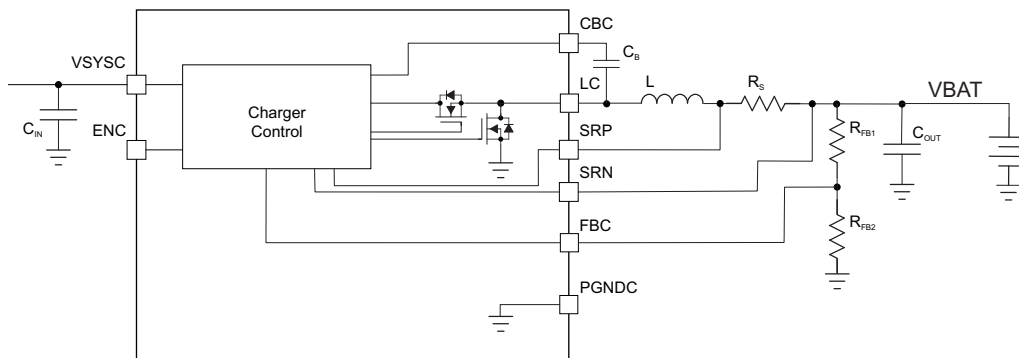 CBC
VSYSC
C_B
LC
L
R_S
VBAT
Charger
Control
C_IN
ENC
SRP
R_FB1
C_OUT
SRN
FBC
R_FB2
PGNDC